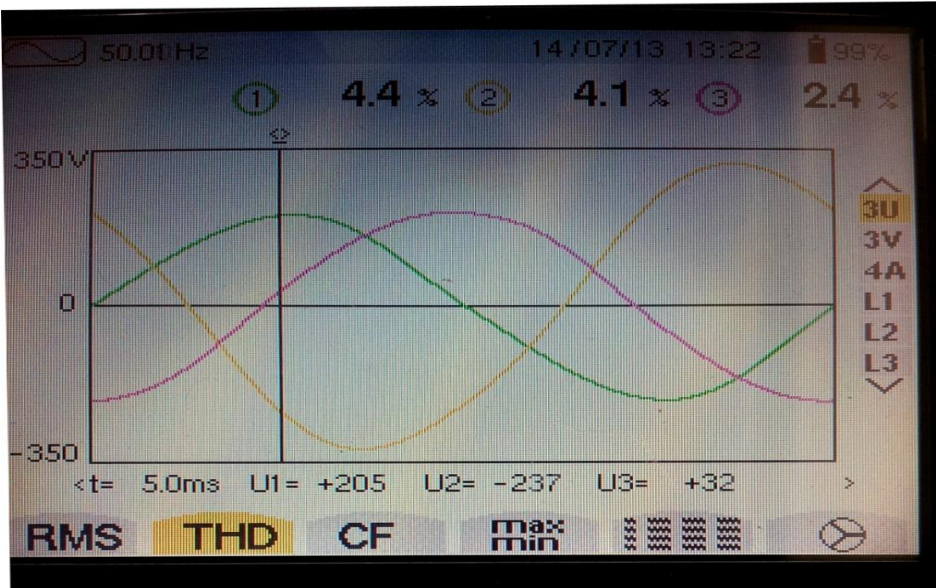 50.01 Hz 14/07/13 13:22 99%
1 4.4 % 2 4.1 % 3 2.4 %
<>
350V
0
-350
3U
3V
4A
L1
L2
L3
<t= 5.0ms U1= +205 U2= -237 U3= +32 >
RMS THD CF max min